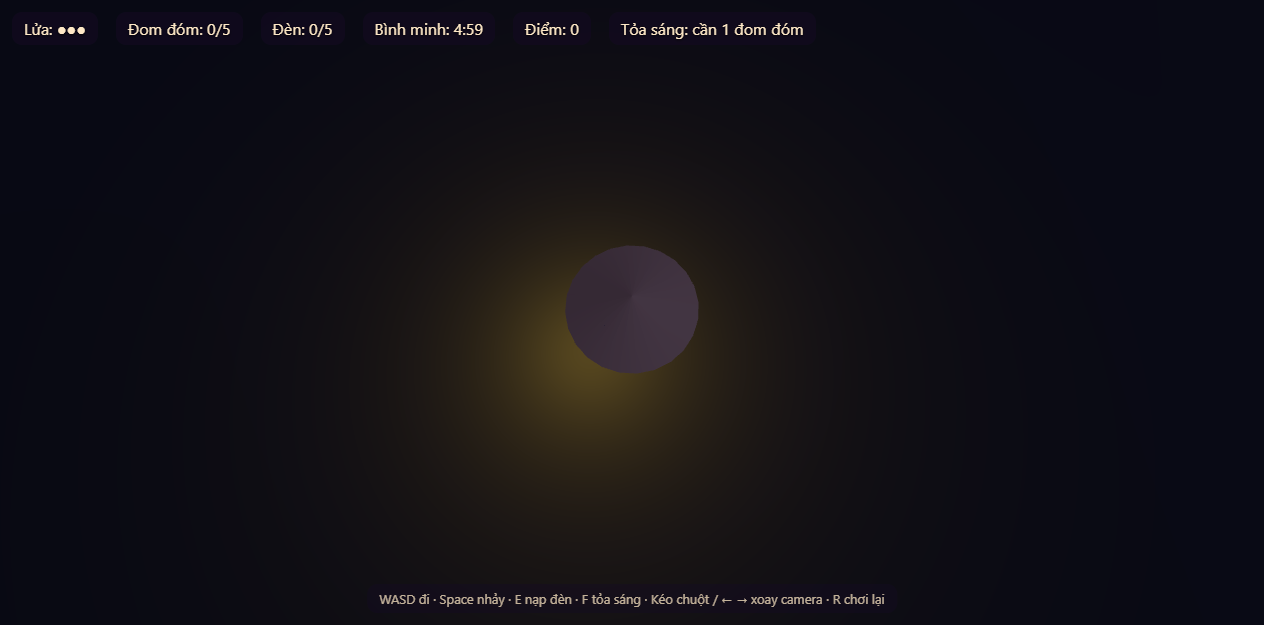 Lửa: ●●● Đom đóm: 0/5 Đèn: 0/5 Bình minh: 4:59 Điểm: 0 Tỏa sáng: cần 1 đom đóm
WASD đi · Space nhảy · E nạp đèn · F tỏa sáng · Kéo chuột / ← → xoay camera · R chơi lại